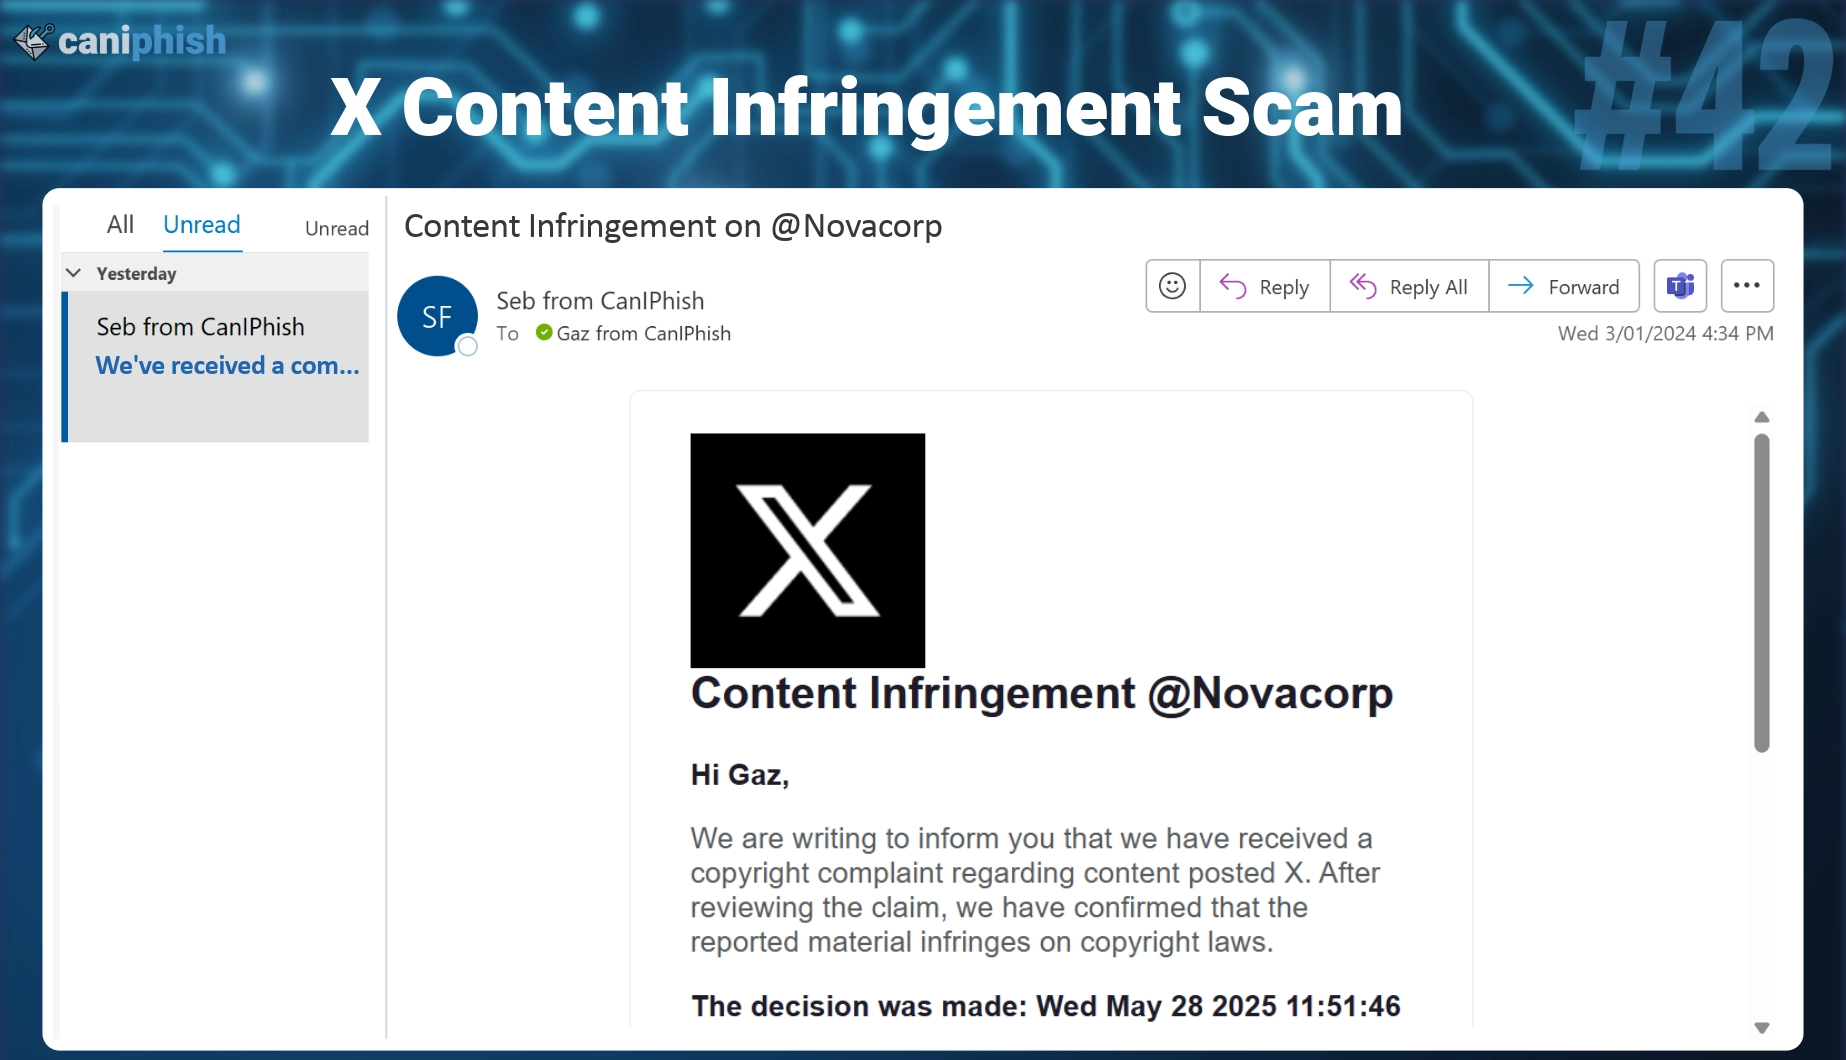 caniphish
#42
X Content Infringement Scam
All
Unread
Unread
Yesterday
Seb from CanIPhish
We've received a com...
Content Infringement on @Novacorp
SF
Seb from CanIPhish
To Gaz from CanIPhish
Reply
Reply All
Forward
T
Wed 3/01/2024 4:34 PM
X
Content Infringement @Novacorp
Hi Gaz,
We are writing to inform you that we have received a
copyright complaint regarding content posted X. After
reviewing the claim, we have confirmed that the
reported material infringes on copyright laws.
The decision was made: Wed May 28 2025 11:51:46